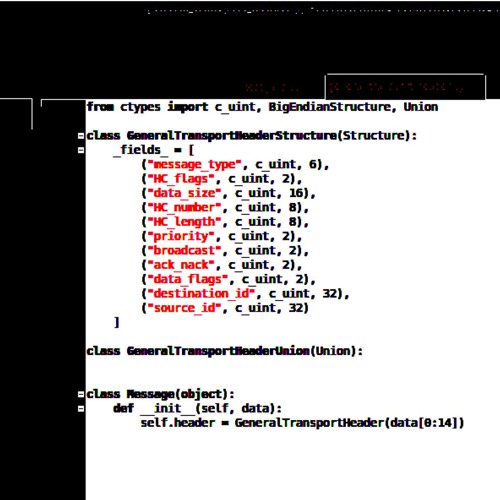 from ctypes import c_uint, BigEndianStructure, Union
class GeneralTransportHeaderStructure(Structure):
_fields_ = [
("message_type", c_uint, 6),
("HC_flags", c_uint, 2),
("data_size", c_uint, 16),
("HC_number", c_uint, 8),
("HC_length", c_uint, 8),
("priority", c_uint, 2),
("broadcast", c_uint, 2),
("ack_nack", c_uint, 2),
("data_flags", c_uint, 2),
("destination_id", c_uint, 32),
("source_id", c_uint, 32)
]
class GeneralTransportHeaderUnion(Union):
class Message(object):
def __init__(self, data):
self.header = GeneralTransportHeader(data[0:14])